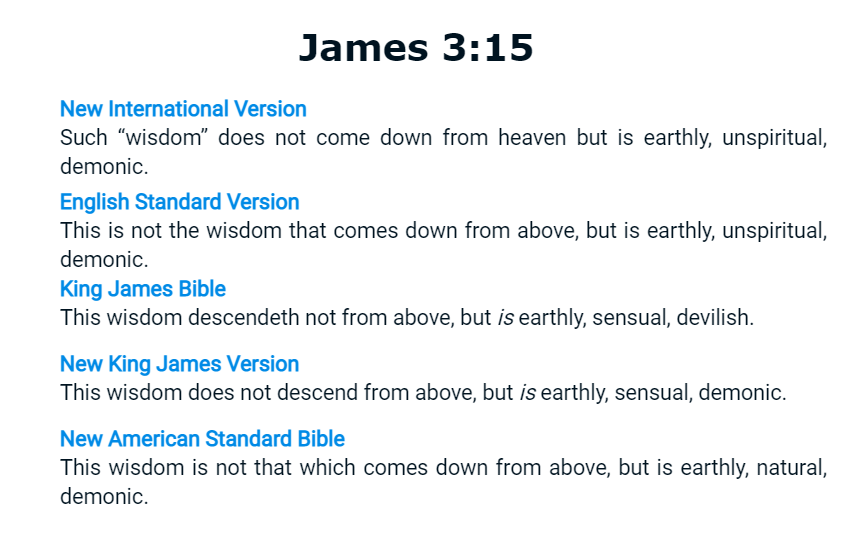 James 3:15
New International Version
Such “wisdom” does not come down from heaven but is earthly, unspiritual,
demonic.
English Standard Version
This is not the wisdom that comes down from above, but is earthly, unspiritual,
demonic.
King James Bible
This wisdom descendeth not from above, but is earthly, sensual, devilish.
New King James Version
This wisdom does not descend from above, but is earthly, sensual, demonic.
New American Standard Bible
This wisdom is not that which comes down from above, but is earthly, natural,
demonic.